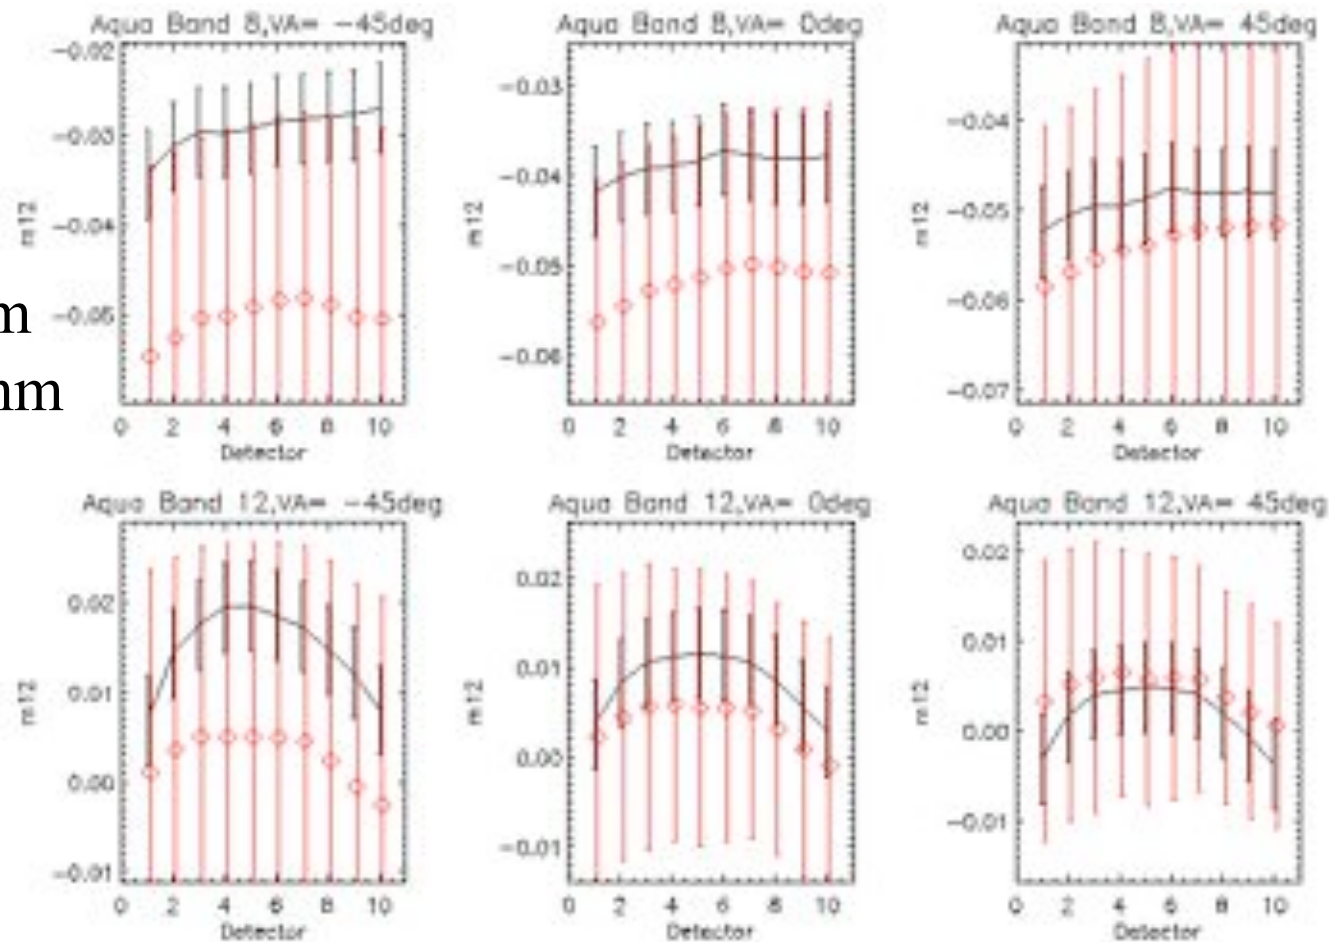 Aqua Band 8,VA= -45deg
Aqua Band 8,VA= 0deg
Aqua Band 8,VA= 45deg
-0.02
-0.03
-0.04
-0.05
m12
0 2 4 6 8 10
Detector
-0.03
-0.04
-0.05
-0.06
m12
0 2 4 6 8 10
Detector
-0.04
-0.05
-0.06
-0.07
m12
0 2 4 6 8 10
Detector
m
nm
Aqua Band 12,VA= -45deg
Aqua Band 12,VA= 0deg
Aqua Band 12,VA= 45deg
0.02
0.01
0.00
-0.01
m12
0 2 4 6 8 10
Detector
0.02
0.01
0.00
-0.01
m12
0 2 4 6 8 10
Detector
0.02
0.01
0.00
-0.01
m12
0 2 4 6 8 10
Detector